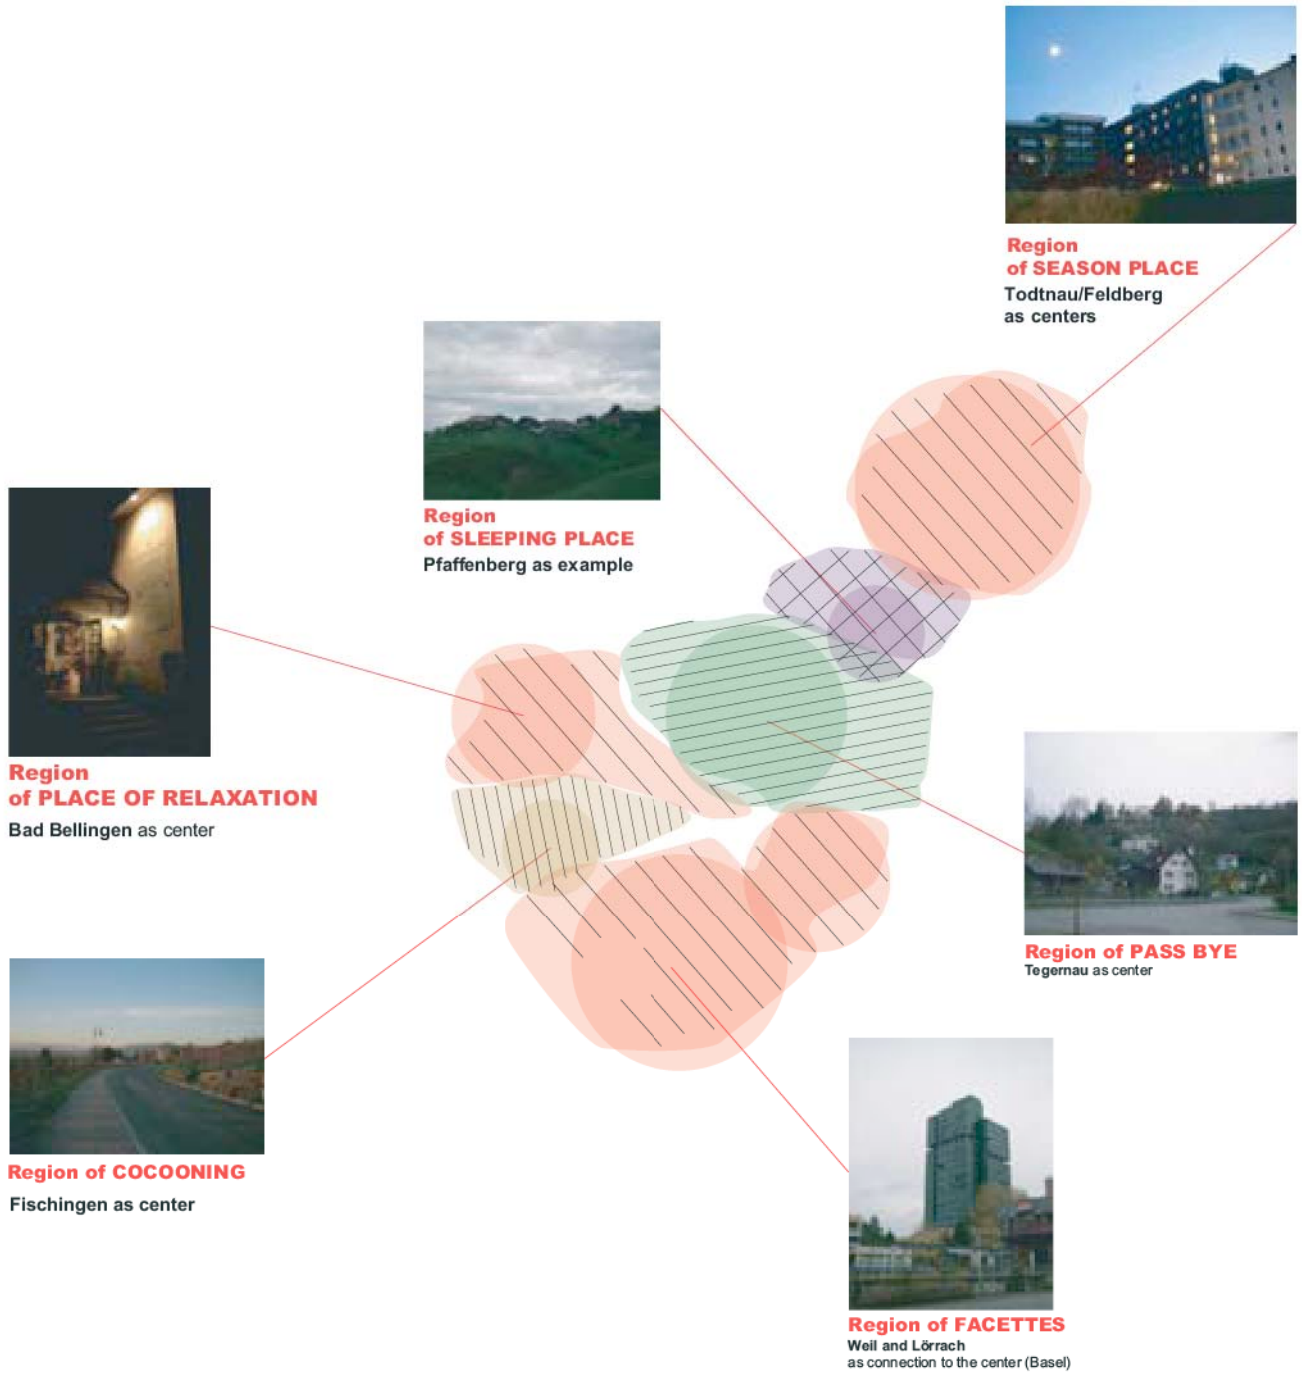 Region
of SEASON PLACE
Todtnau/Feldberg
as centers
Region
of SLEEPING PLACE
Pfaffenberg as example
Region
of PLACE OF RELAXATION
Bad Bellingen as center
Region of PASS BYE
Tegernau as center
Region of COCOONING
Fischingen as center
Region of FACETTES
Weil and Lörrach
as connection to the center (Basel)